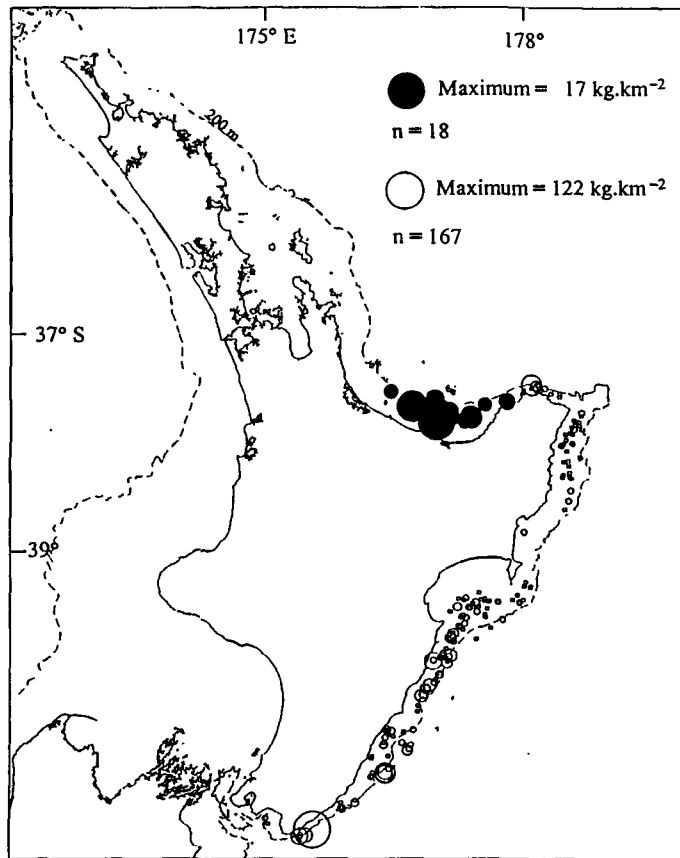 175° E 178°
Maximum = 17 kg.km⁻²
n = 18
200 m
Maximum = 122 kg.km⁻²
n = 167
37° S
39